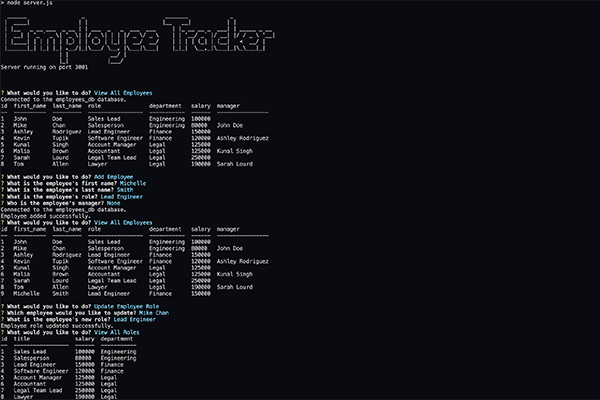 > node server.js
Employee Tracker
Server running on port 3001
? What would you like to do? View All Employees
Connected to the employees_db database.
id first_name last_name role department salary manager
1 John Doe Sales Lead Engineering 100000
2 Mike Chan Salesperson Engineering 80000 John Doe
3 Ashley Rodriguez Lead Engineer Finance 150000
4 Kevin Tupik Software Engineer Finance 120000 Ashley Rodriguez
5 Kunal Singh Account Manager Legal 125000
6 Malia Brown Accountant Legal 125000 Kunal Singh
7 Sarah Lourd Legal Team Lead Legal 250000
8 Tom Allen Lawyer Legal 190000 Sarah Lourd
? What would you like to do? Add Employee
? What is the employee's first name? Michelle
? What is the employee's last name? Smith
? What is the employee's role? Lead Engineer
? Who is the employee's manager? None
Connected to the employees_db database.
Employee added successfully.
? What would you like to do? View All Employees
id first_name last_name role department salary manager
1 John Doe Sales Lead Engineering 100000
2 Mike Chan Salesperson Engineering 80000 John Doe
3 Ashley Rodriguez Lead Engineer Finance 150000
4 Kevin Tupik Software Engineer Finance 120000 Ashley Rodriguez
5 Kunal Singh Account Manager Legal 125000
6 Malia Brown Accountant Legal 125000 Kunal Singh
7 Sarah Lourd Legal Team Lead Legal 250000
8 Tom Allen Lawyer Legal 190000 Sarah Lourd
9 Michelle Smith Lead Engineer Finance 150000
? What would you like to do? Update Employee Role
? Which employee would you like to update? Mike Chan
? What is the employee's new role? Lead Engineer
Employee role updated successfully.
? What would you like to do? View All Roles
id title salary department
1 Sales Lead 100000 Engineering
2 Salesperson 80000 Engineering
3 Lead Engineer 150000 Finance
4 Software Engineer 120000 Finance
5 Account Manager 125000 Legal
6 Accountant 125000 Legal
7 Legal Team Lead 250000 Legal
8 Lawyer 190000 Legal